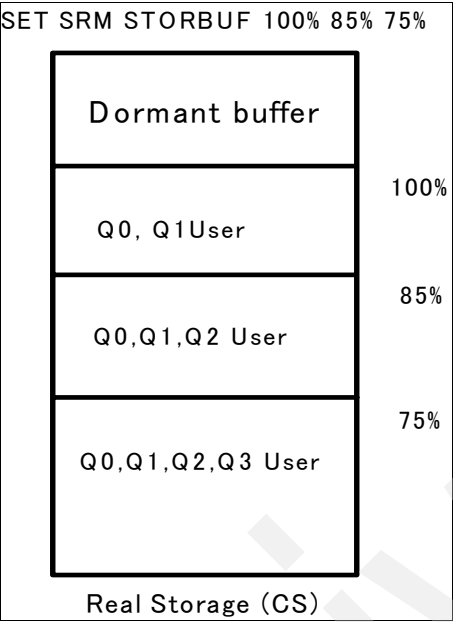 SET SRM STORBUF 100% 85% 75%
Dormant buffer
100%
Q0, Q1User
85%
Q0,Q1,Q2 User
75%
Q0,Q1,Q2,Q3 User
Real Storage (CS)